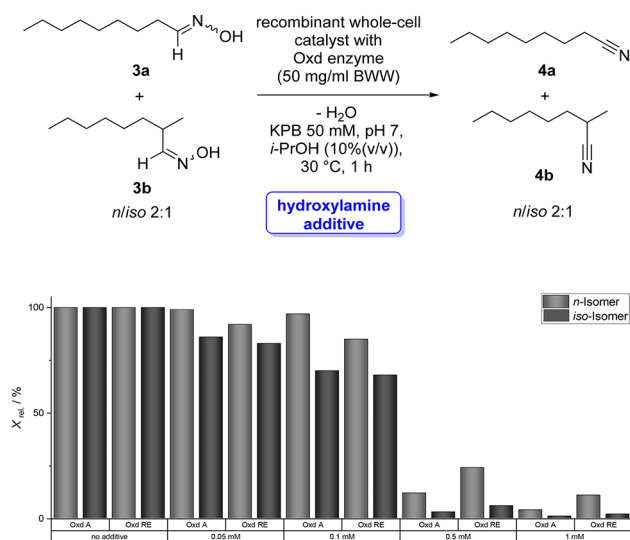 N
OH
H
3a
+
H
N
OH
3b
n/iso 2:1
recombinant whole-cell
catalyst with
Oxd enzyme
(50 mg/ml BWW)
- H2O
KPB 50 mM, pH 7,
i-PrOH (10%(v/v)),
30 °C, 1 h
hydroxylamine
additive
N
4a
+
N
4b
n/iso 2:1
n-Isomer
iso-Isomer
X rel. / %
100
50
0
Oxd A Oxd RE Oxd A Oxd RE Oxd A Oxd RE Oxd A Oxd RE Oxd A Oxd RE
no additive 0.05 mM 0.1 mM 0.5 mM 1 mM